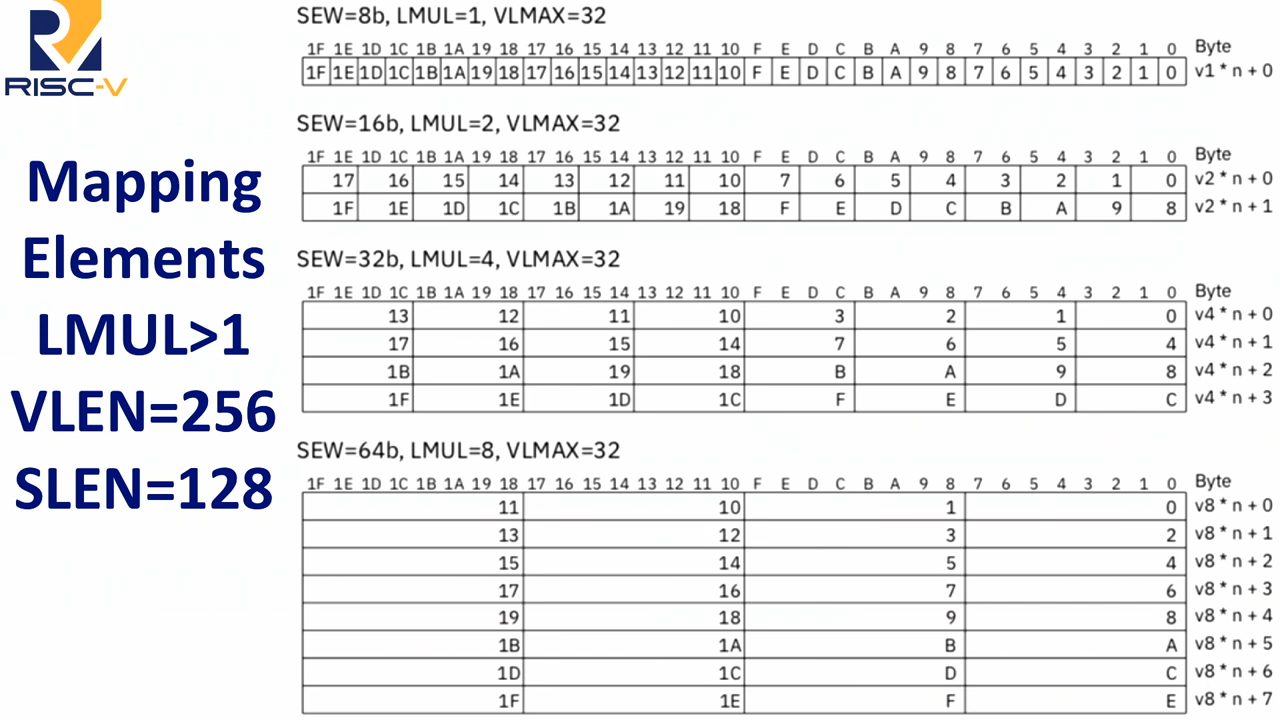 RISC-V
Mapping
Elements
LMUL>1
VLEN=256
SLEN=128
SEW=8b, LMUL=1, VLMAX=32
1F 1E 1D 1C 1B 1A 19 18 17 16 15 14 13 12 11 10 F E D C B A 9 8 7 6 5 4 3 2 1 0 Byte
1F 1E 1D 1C 1B 1A 19 18 17 16 15 14 13 12 11 10 F E D C B A 9 8 7 6 5 4 3 2 1 0 v1 * n + 0
SEW=16b, LMUL=2, VLMAX=32
1F 1E 1D 1C 1B 1A 19 18 17 16 15 14 13 12 11 10 F E D C B A 9 8 7 6 5 4 3 2 1 0 Byte
17 16 15 14 13 12 11 10 7 6 5 4 3 2 1 0 v2 * n + 0
1F 1E 1D 1C 1B 1A 19 18 F E D C B A 9 8 v2 * n + 1
SEW=32b, LMUL=4, VLMAX=32
1F 1E 1D 1C 1B 1A 19 18 17 16 15 14 13 12 11 10 F E D C B A 9 8 7 6 5 4 3 2 1 0 Byte
13 12 11 10 3 2 1 0 v4 * n + 0
17 16 15 14 7 6 5 4 v4 * n + 1
1B 1A 19 18 B A 9 8 v4 * n + 2
1F 1E 1D 1C F E D C v4 * n + 3
SEW=64b, LMUL=8, VLMAX=32
1F 1E 1D 1C 1B 1A 19 18 17 16 15 14 13 12 11 10 F E D C B A 9 8 7 6 5 4 3 2 1 0 Byte
11 10 1 0 v8 * n + 0
13 12 3 2 v8 * n + 1
15 14 5 4 v8 * n + 2
17 16 7 6 v8 * n + 3
19 18 9 8 v8 * n + 4
1B 1A B A v8 * n + 5
1D 1C D C v8 * n + 6
1F 1E F E v8 * n + 7